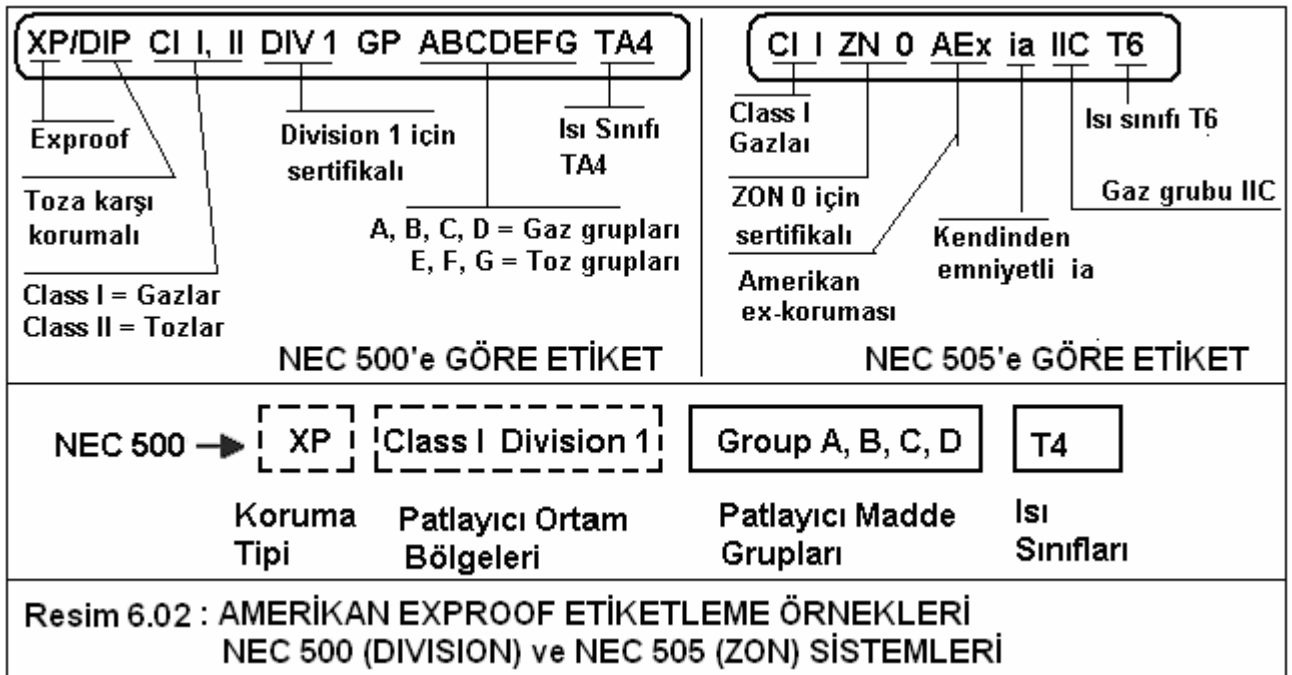 XP/DIP CI I, II DIV 1 GP ABCDEFG TA4
Exproof
Toza karşı
korumalı
Class I = Gazlar
Class II = Tozlar
Division 1 için
sertifikalı
A, B, C, D = Gaz grupları
E, F, G = Toz grupları
Isı Sınıfı
TA4
NEC 500'e GÖRE ETİKET
CI I ZN 0 AEx ia IIC T6
Class I
Gazlaı
ZON 0 için
sertifikalı
Amerikan
ex-koruması
Kendinden
emniyetli ia
Isı sınıfı T6
Gaz grubu IIC
NEC 505'e GÖRE ETİKET
NEC 500 → XP Class I Division 1 Group A, B, C, D T4
Koruma
Tipi
Patlayıcı Ortam
Bölgeleri
Patlayıcı Madde
Grupları
Isı
Sınıfları
Resim 6.02 : AMERİKAN EXPROOF ETİKETLEME ÖRNEKLERİ
NEC 500 (DIVISION) ve NEC 505 (ZON) SİSTEMLERİ